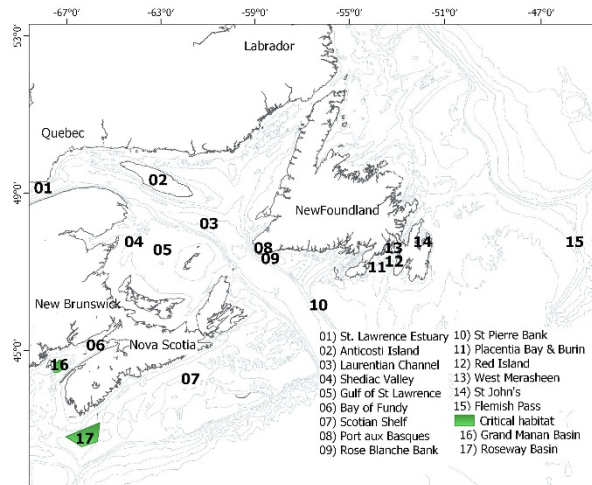 -67°0' -63°0' -59°0' -55°0' -51°0' -47°0'
53°0'
Labrador
Quebec
02
01
49°0'
03
NewFoundland
04
05
08
09
13
14
12
11
15
10
New Brunswick
45°0'
06
Nova Scotia
16
07
17
01) St. Lawrence Estuary
02) Anticosti Island
03) Laurentian Channel
04) Shediac Valley
05) Gulf of St Lawrence
06) Bay of Fundy
07) Scotian Shelf
08) Port aux Basques
09) Rose Blanche Bank
10) St Pierre Bank
11) Placentia Bay & Burin
12) Red Island
13) West Merasheen
14) St John's
15) Flemish Pass
Critical habitat
16) Grand Manan Basin
17) Roseway Basin